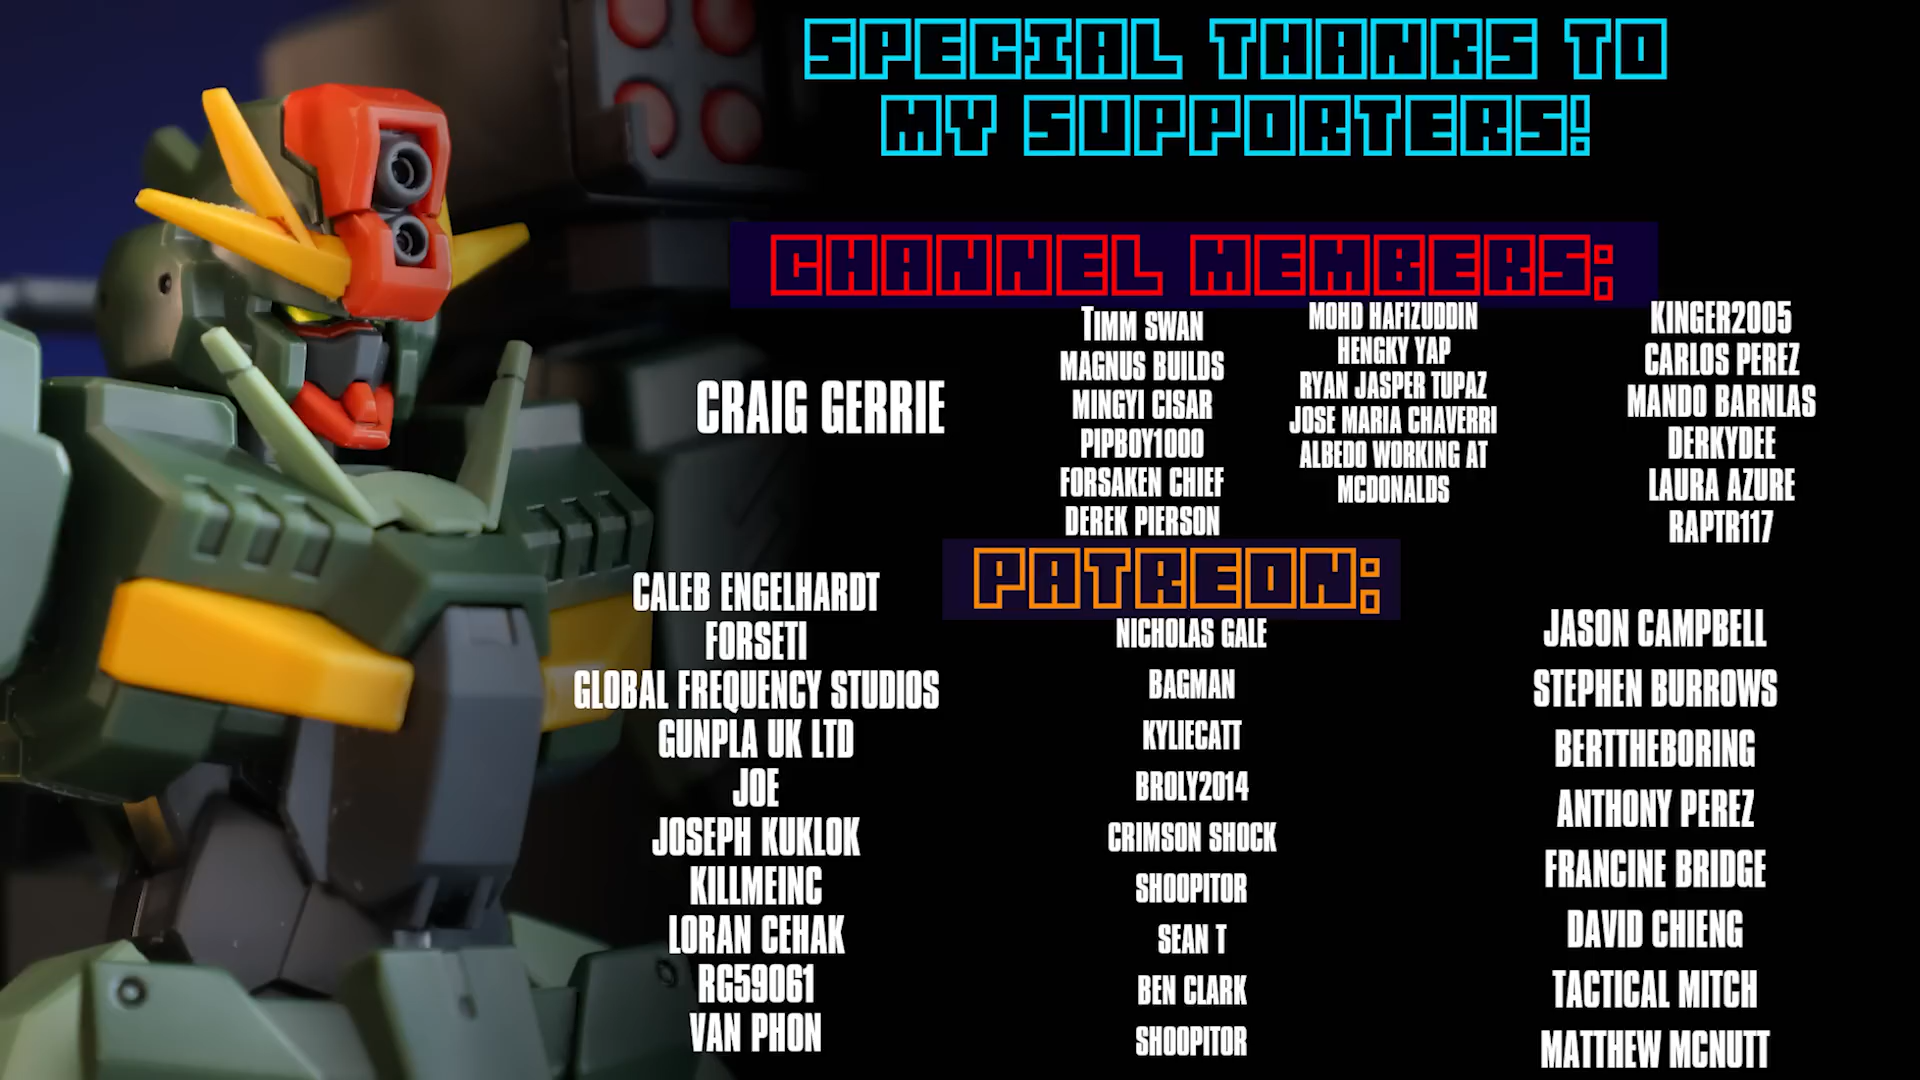 SPECIAL THANKS TO
MY SUPPORTERS!
CHANNEL MEMBERS:
CRAIG GERRIE
TIMM SWAN
MAGNUS BUILDS
MINGYI CISAR
PIPBOY1000
FORSAKEN CHIEF
DEREK PIERSON
MOHD HAFIZUDDIN
HENGKY YAP
RYAN JASPER TUPAZ
JOSE MARIA CHAVERRI
ALBEDO WORKING AT
MCDONALDS
KINGER2005
CARLOS PEREZ
MANDO BARNLAS
DERKYDEE
LAURA AZURE
RAPTR117
PATREON:
CALEB ENGELHARDT
FORSETI
GLOBAL FREQUENCY STUDIOS
GUNPLA UK LTD
JOE
JOSEPH KUKLOK
KILLMEINC
LORAN CEHAK
RG59061
VAN PHON
NICHOLAS GALE
BAGMAN
KYLIECATT
BROLY2014
CRIMSON SHOCK
SHOOPITOR
SEAN T
BEN CLARK
SHOOPITOR
JASON CAMPBELL
STEPHEN BURROWS
BERTTHEBORING
ANTHONY PEREZ
FRANCINE BRIDGE
DAVID CHIENG
TACTICAL MITCH
MATTHEW MCNUTT